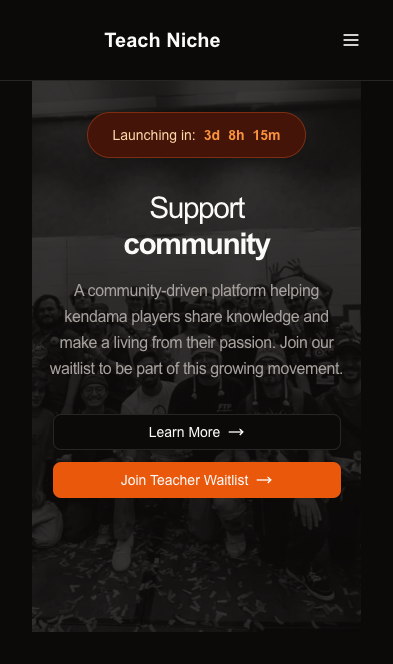 Teach Niche
Launching in: 3d 8h 15m
Support
community
A community-driven platform helping
kendama players share knowledge and
make a living from their passion. Join our
waitlist to be part of this growing movement.
Learn More →
Join Teacher Waitlist →